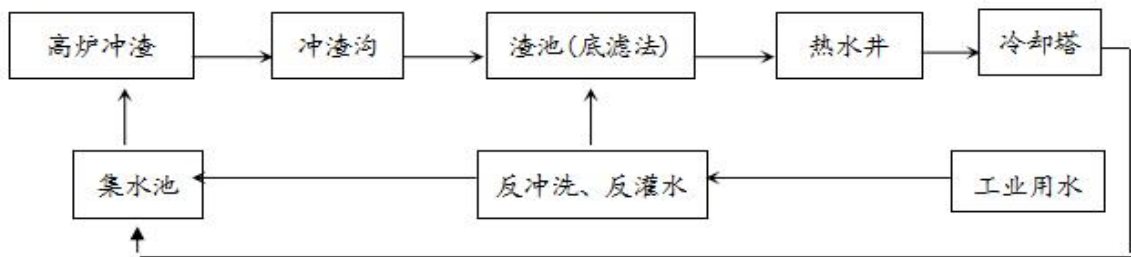 高炉冲渣
冲渣沟
渣池(底滤法)
热水井
冷却塔
集水池
反冲洗、反灌水
工业用水